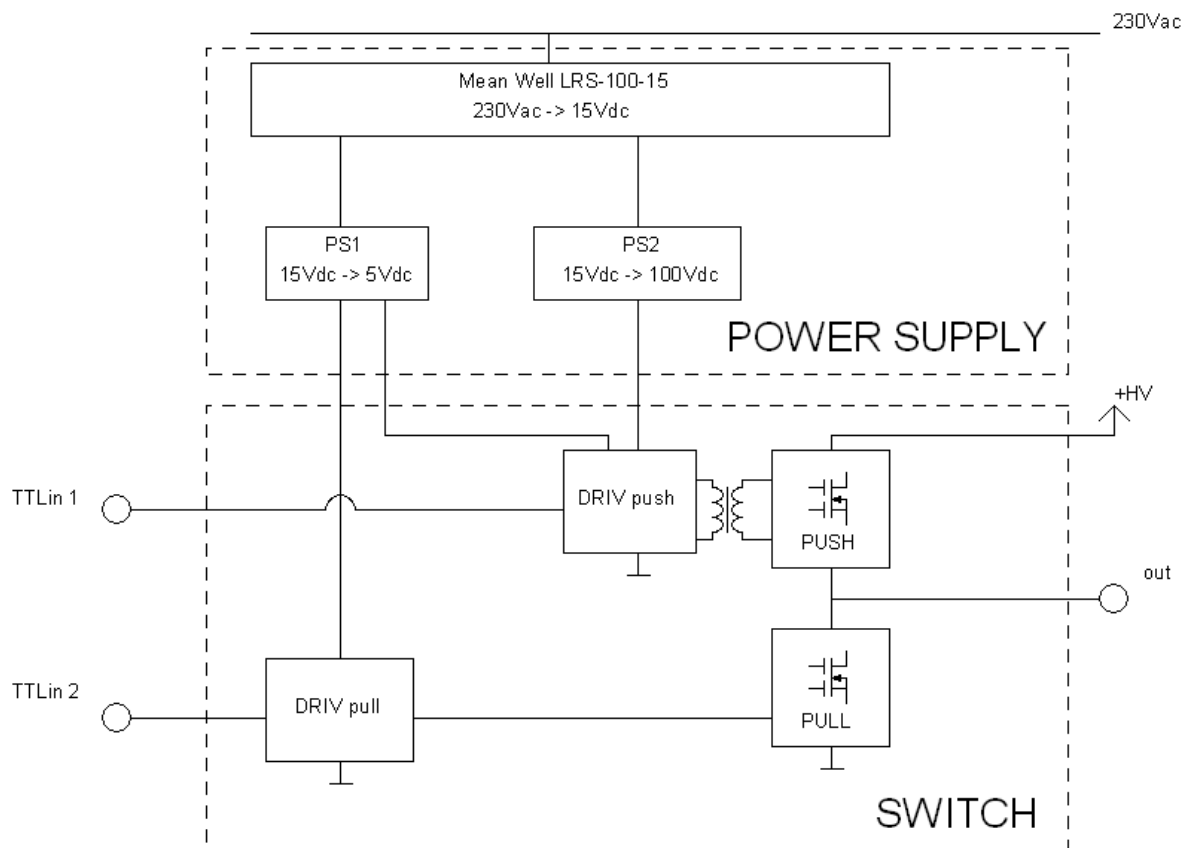 230Vac
Mean Well LRS-100-15
230Vac -> 15Vdc
PS1
15Vdc -> 5Vdc
PS2
15Vdc -> 100Vdc
POWER SUPPLY
+HV
TTLin 1
DRIV push
PUSH
out
TTLin 2
DRIV pull
PULL
SWITCH